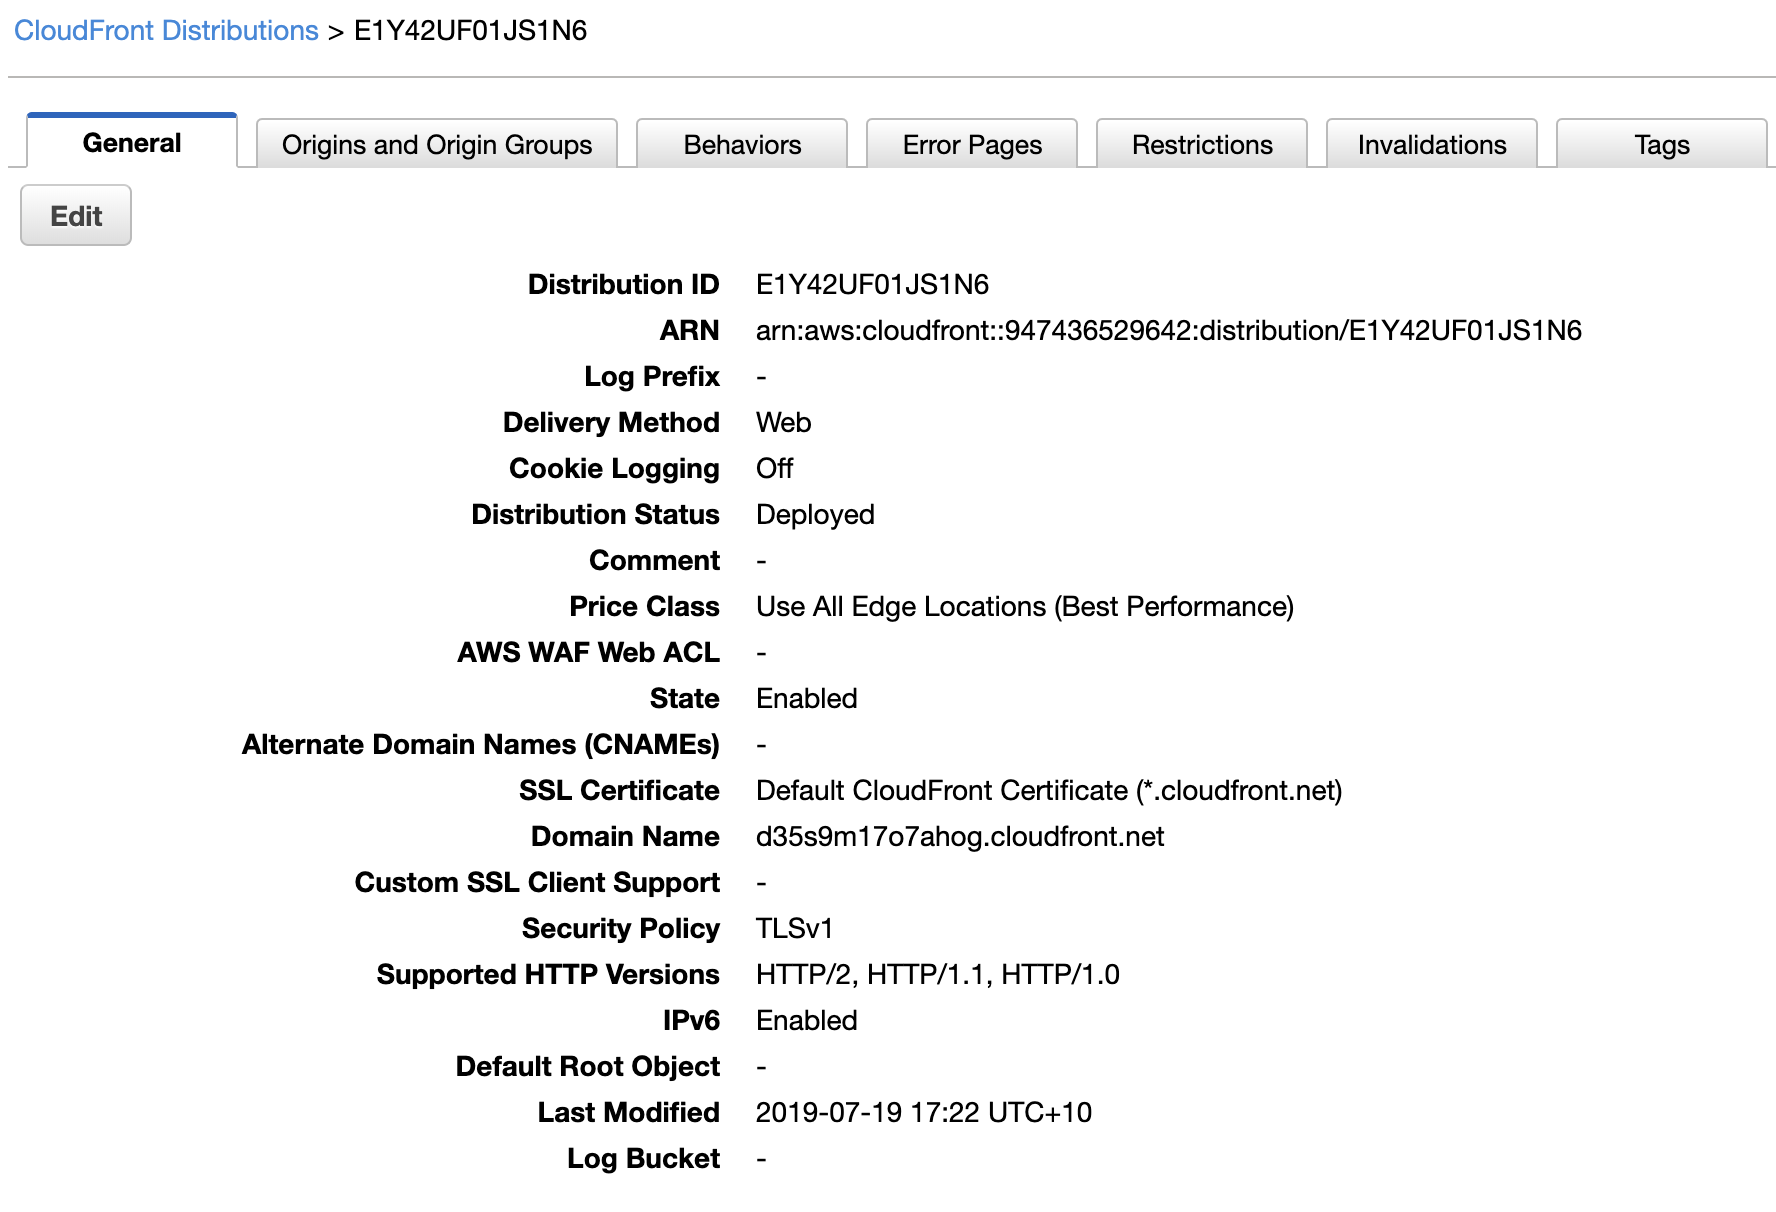 CloudFront Distributions > E1Y42UF01JS1N6
General Origins and Origin Groups Behaviors Error Pages Restrictions Invalidations Tags
Edit
Distribution ID E1Y42UF01JS1N6
ARN arn:aws:cloudfront::947436529642:distribution/E1Y42UF01JS1N6
Log Prefix -
Delivery Method Web
Cookie Logging Off
Distribution Status Deployed
Comment -
Price Class Use All Edge Locations (Best Performance)
AWS WAF Web ACL -
State Enabled
Alternate Domain Names (CNAMEs) -
SSL Certificate Default CloudFront Certificate (*.cloudfront.net)
Domain Name d35s9m17o7ahog.cloudfront.net
Custom SSL Client Support -
Security Policy TLSv1
Supported HTTP Versions HTTP/2, HTTP/1.1, HTTP/1.0
IPv6 Enabled
Default Root Object -
Last Modified 2019-07-19 17:22 UTC+10
Log Bucket -